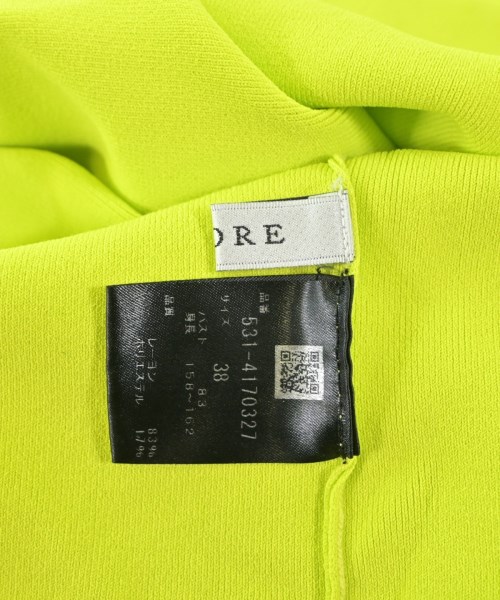 ORE
品番
531-4170327
サイズ
38
バスト 83
身長 158〜162
品質
レーヨン 83%
ポリエステル 17%